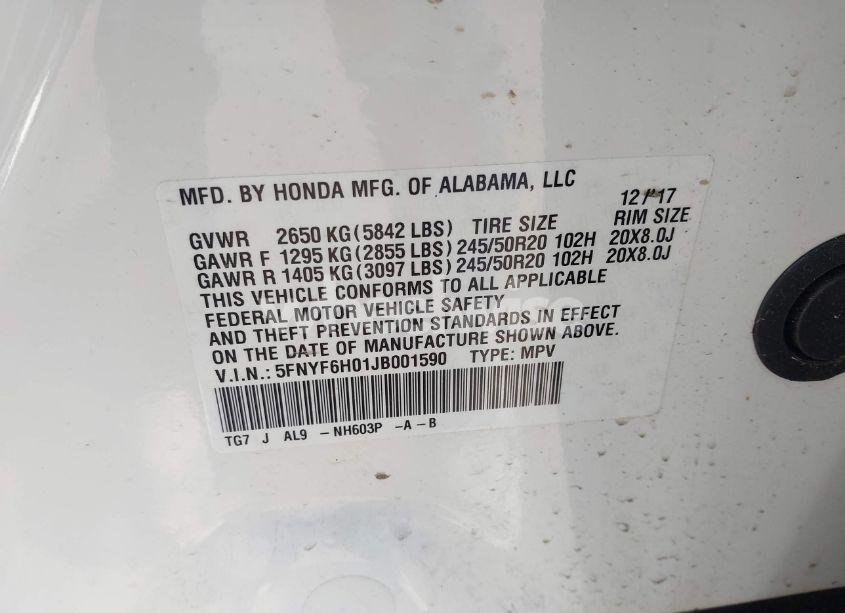 MFD. BY HONDA MFG. OF ALABAMA, LLC 12/'17
GVWR 2650 KG(5842 LBS) TIRE SIZE RIM SIZE
GAWR F 1295 KG(2855 LBS) 245/50R20 102H 20X8.0J
GAWR R 1405 KG(3097 LBS) 245/50R20 102H 20X8.0J
THIS VEHICLE CONFORMS TO ALL APPLICABLE
FEDERAL MOTOR VEHICLE SAFETY
AND THEFT PREVENTION STANDARDS IN EFFECT
ON THE DATE OF MANUFACTURE SHOWN ABOVE.
V.I.N.: 5FNYF6H01JB001590 TYPE: MPV
TG7 J AL9 -NH603P -A -B